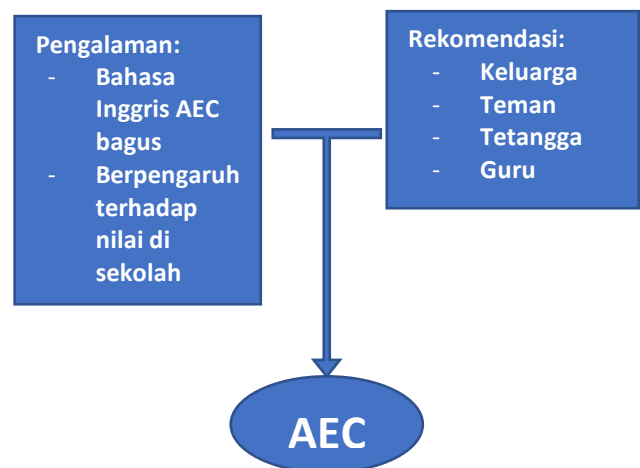 Pengalaman:
- Bahasa
Inggris AEC
bagus
- Berpengaruh
terhadap
nilai di
sekolah
Rekomendasi:
- Keluarga
- Teman
- Tetangga
- Guru
AEC